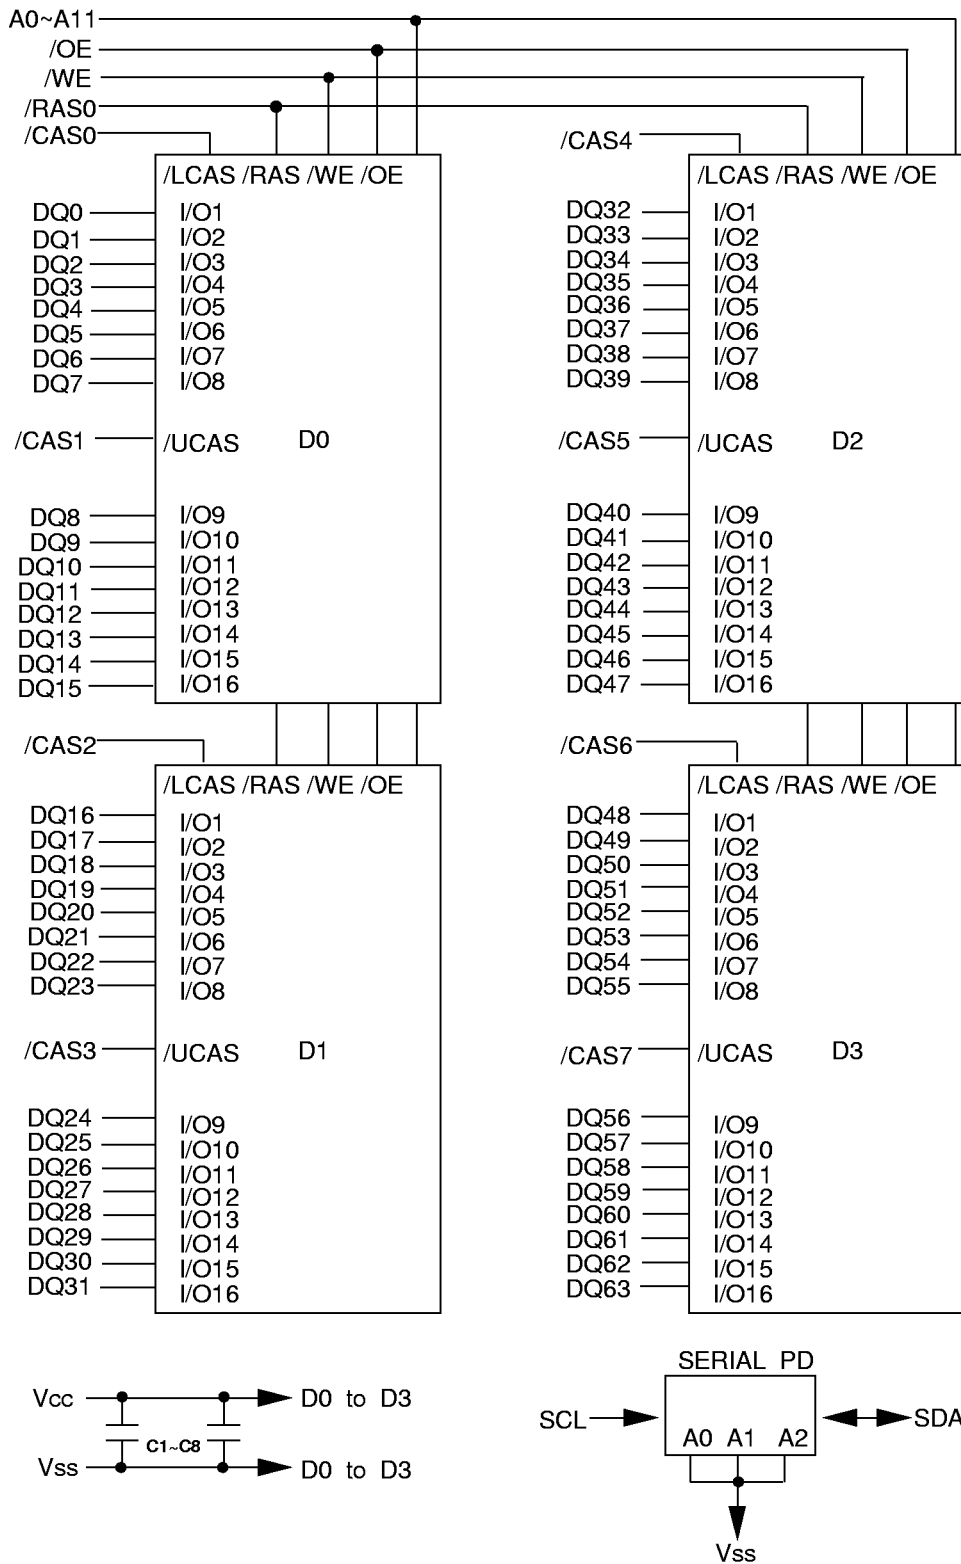 A0~A11
/OE
/WE
/RAS0
/CAS0
/LCAS /RAS /WE /OE
DQ0 I/O1
DQ1 I/O2
DQ2 I/O3
DQ3 I/O4
DQ4 I/O5
DQ5 I/O6
DQ6 I/O7
DQ7 I/O8
/CAS1 /UCAS D0
DQ8 I/O9
DQ9 I/O10
DQ10 I/O11
DQ11 I/O12
DQ12 I/O13
DQ13 I/O14
DQ14 I/O15
DQ15 I/O16
/CAS4
/LCAS /RAS /WE /OE
DQ32 I/O1
DQ33 I/O2
DQ34 I/O3
DQ35 I/O4
DQ36 I/O5
DQ37 I/O6
DQ38 I/O7
DQ39 I/O8
/CAS5 /UCAS D2
DQ40 I/O9
DQ41 I/O10
DQ42 I/O11
DQ43 I/O12
DQ44 I/O13
DQ45 I/O14
DQ46 I/O15
DQ47 I/O16
/CAS2
/LCAS /RAS /WE /OE
DQ16 I/O1
DQ17 I/O2
DQ18 I/O3
DQ19 I/O4
DQ20 I/O5
DQ21 I/O6
DQ22 I/O7
DQ23 I/O8
/CAS3 /UCAS D1
DQ24 I/O9
DQ25 I/O10
DQ26 I/O11
DQ27 I/O12
DQ28 I/O13
DQ29 I/O14
DQ30 I/O15
DQ31 I/O16
/CAS6
/LCAS /RAS /WE /OE
DQ48 I/O1
DQ49 I/O2
DQ50 I/O3
DQ51 I/O4
DQ52 I/O5
DQ53 I/O6
DQ54 I/O7
DQ55 I/O8
/CAS7 /UCAS D3
DQ56 I/O9
DQ57 I/O10
DQ58 I/O11
DQ59 I/O12
DQ60 I/O13
DQ61 I/O14
DQ62 I/O15
DQ63 I/O16
Vcc D0 to D3
C1~C8
Vss D0 to D3
SERIAL PD
SCL SDA
A0 A1 A2
Vss